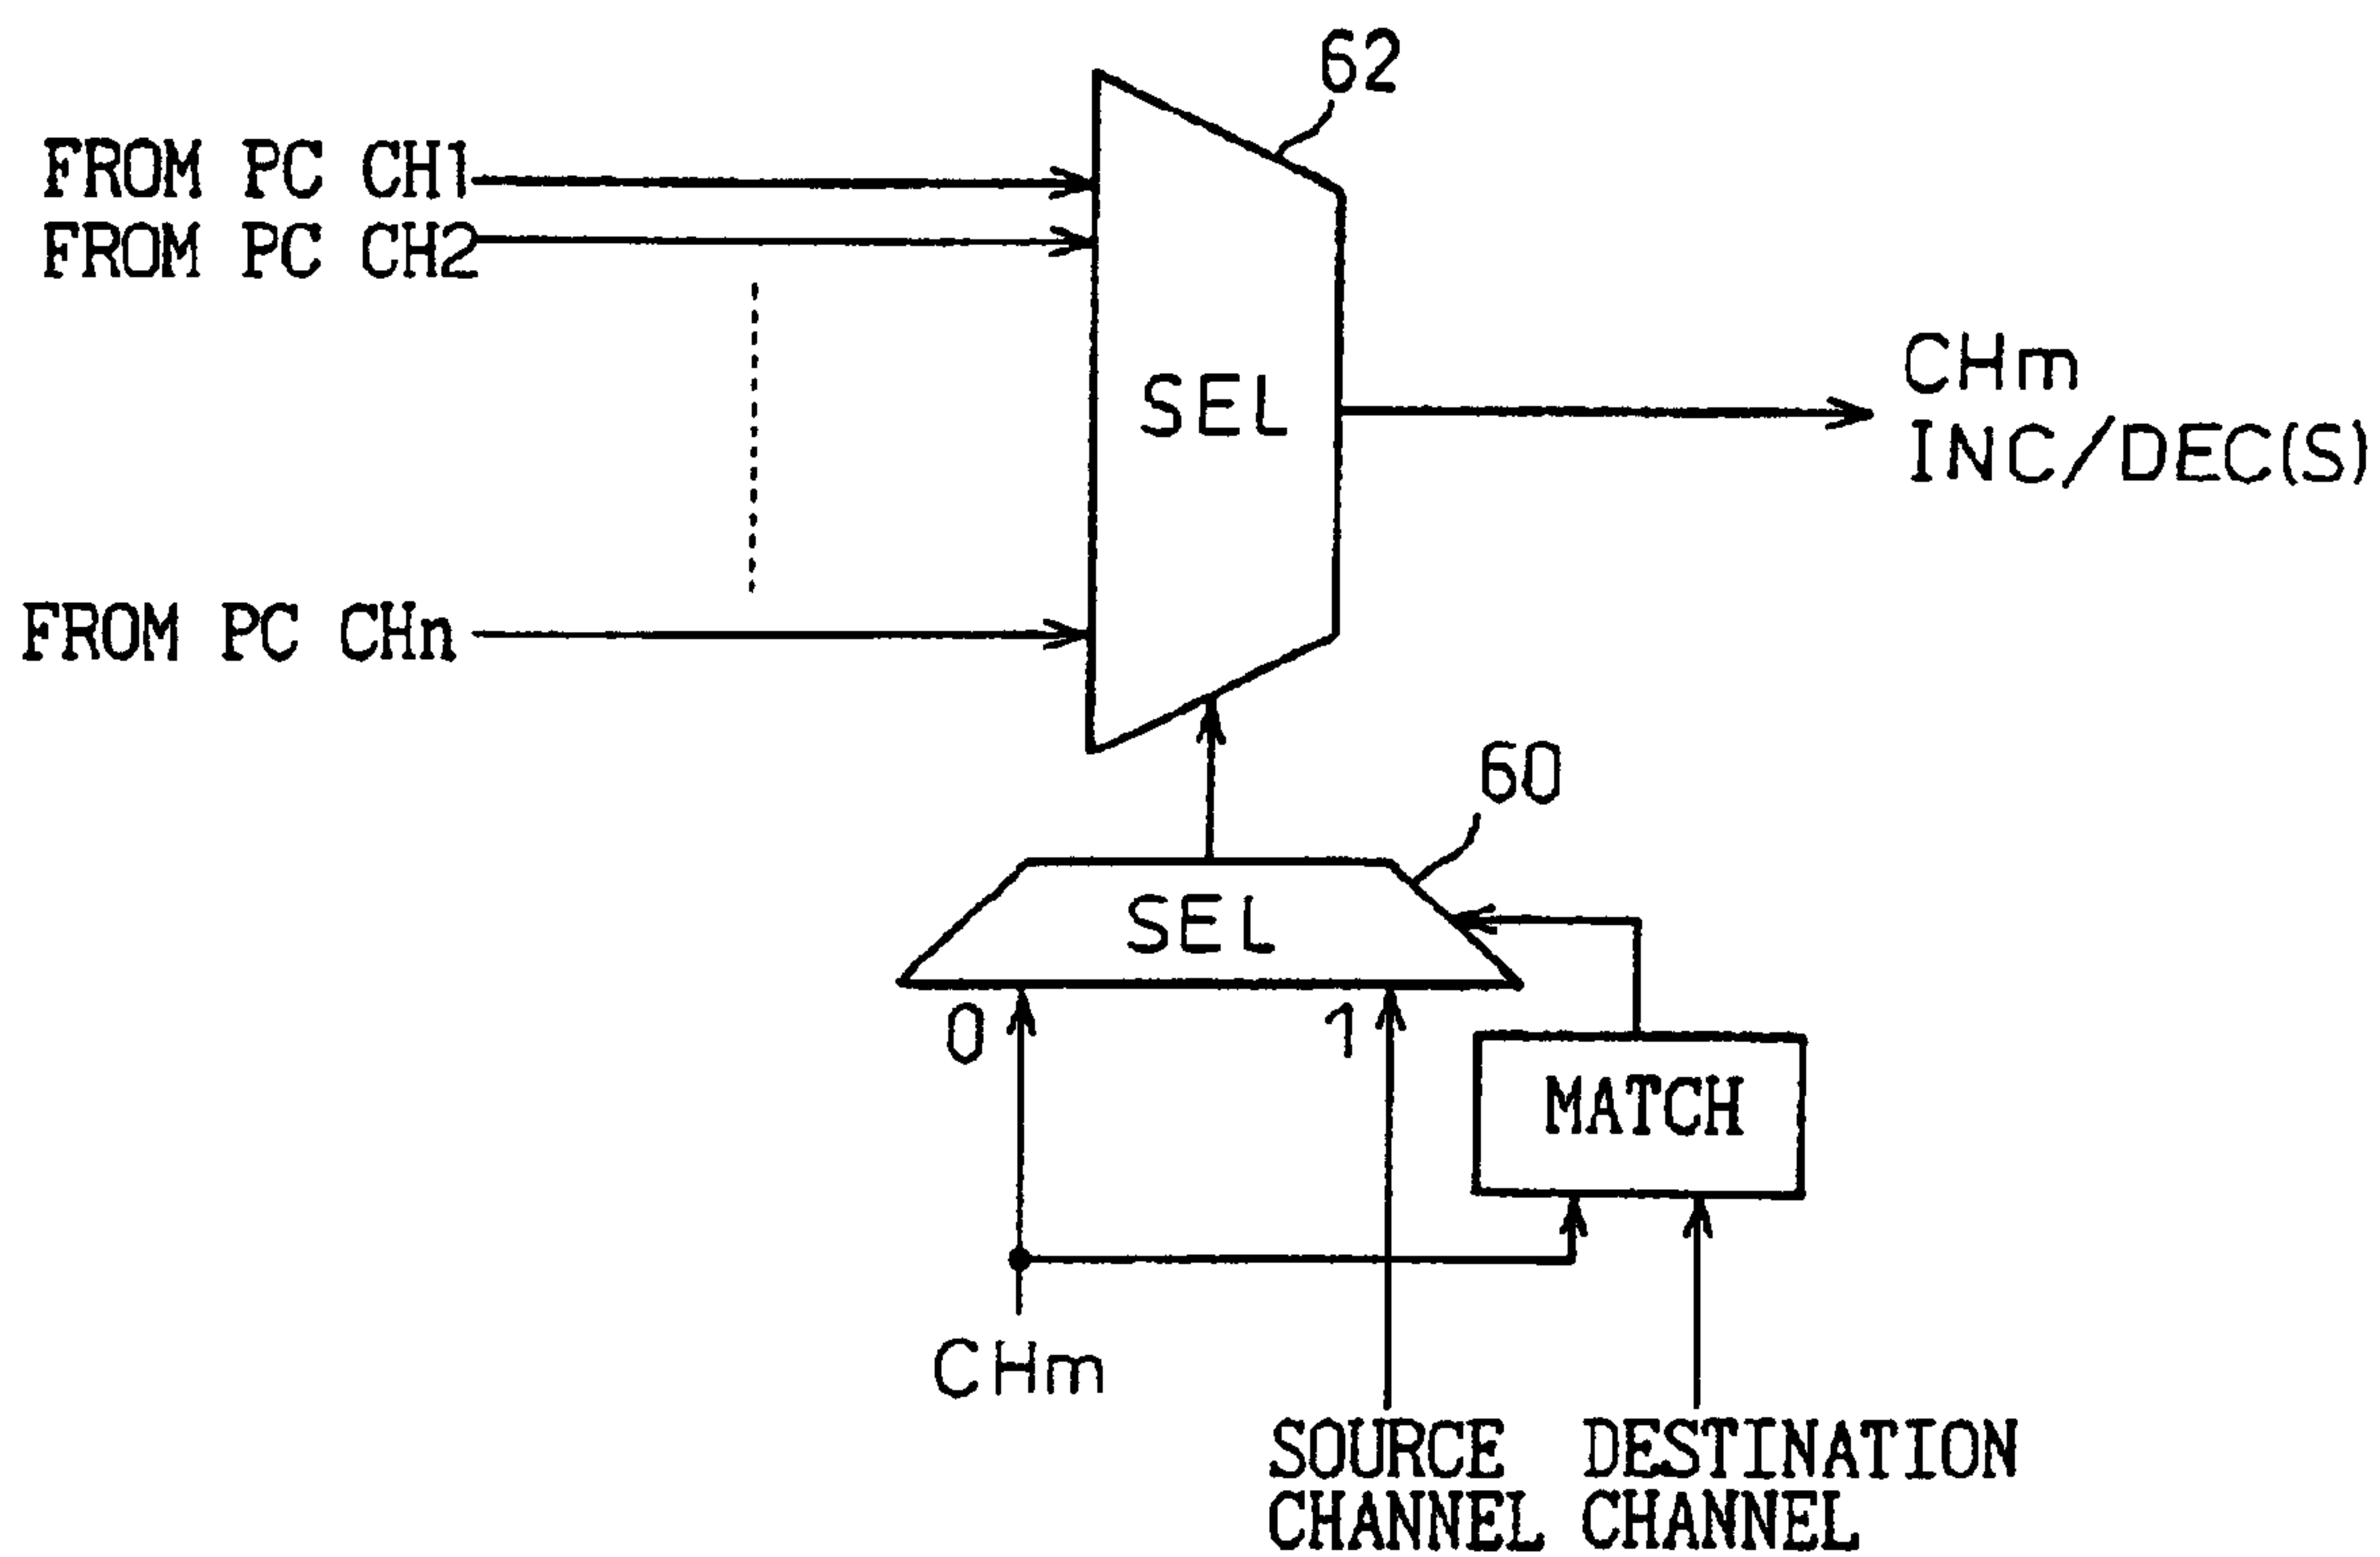 62
FROM PC CH1
FROM PC CH2
SEL
CHm
INC/DEC(S)
FROM PC CHn
60
SEL
0
1
MATCH
CHm
SOURCE DESTINATION
CHANNEL CHANNEL